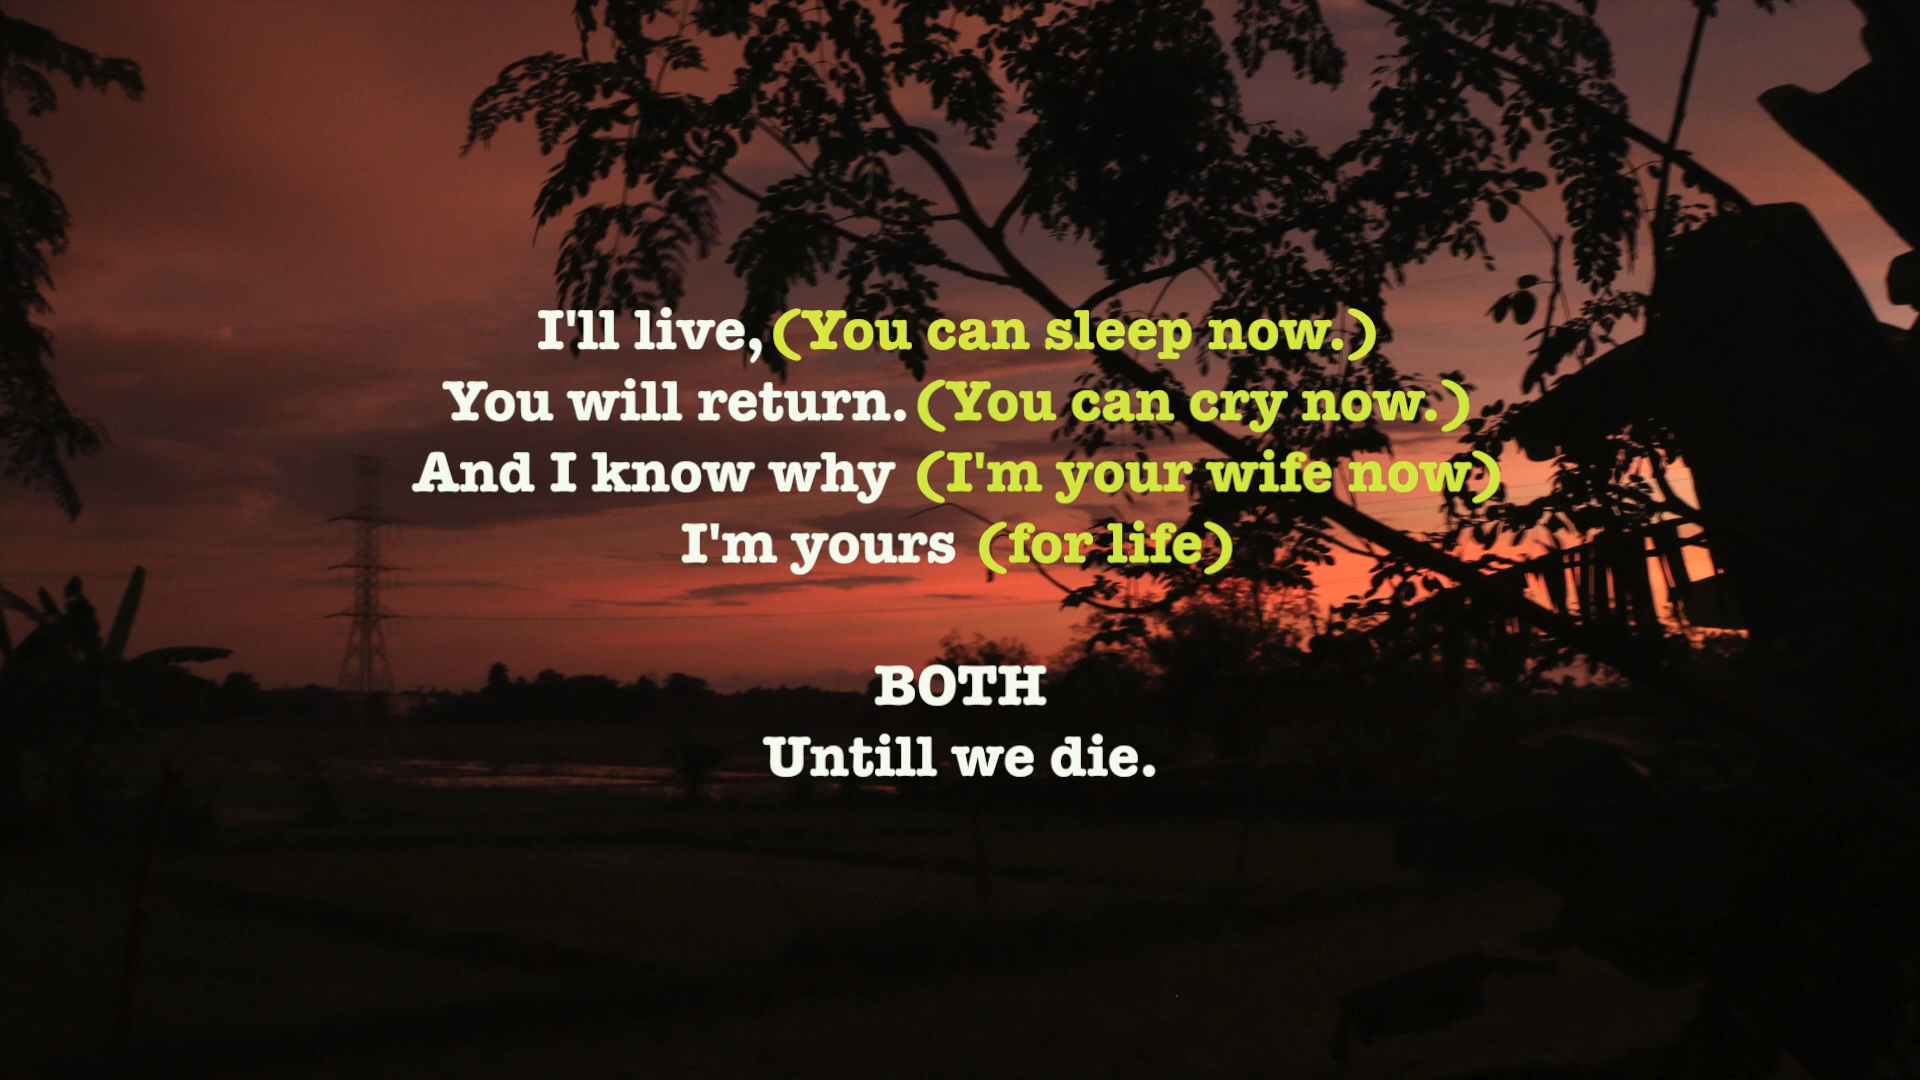 I'll live, (You can sleep now.)
You will return. (You can cry now.)
And I know why (I'm your wife now)
I'm yours (for life)
BOTH
Untill we die.